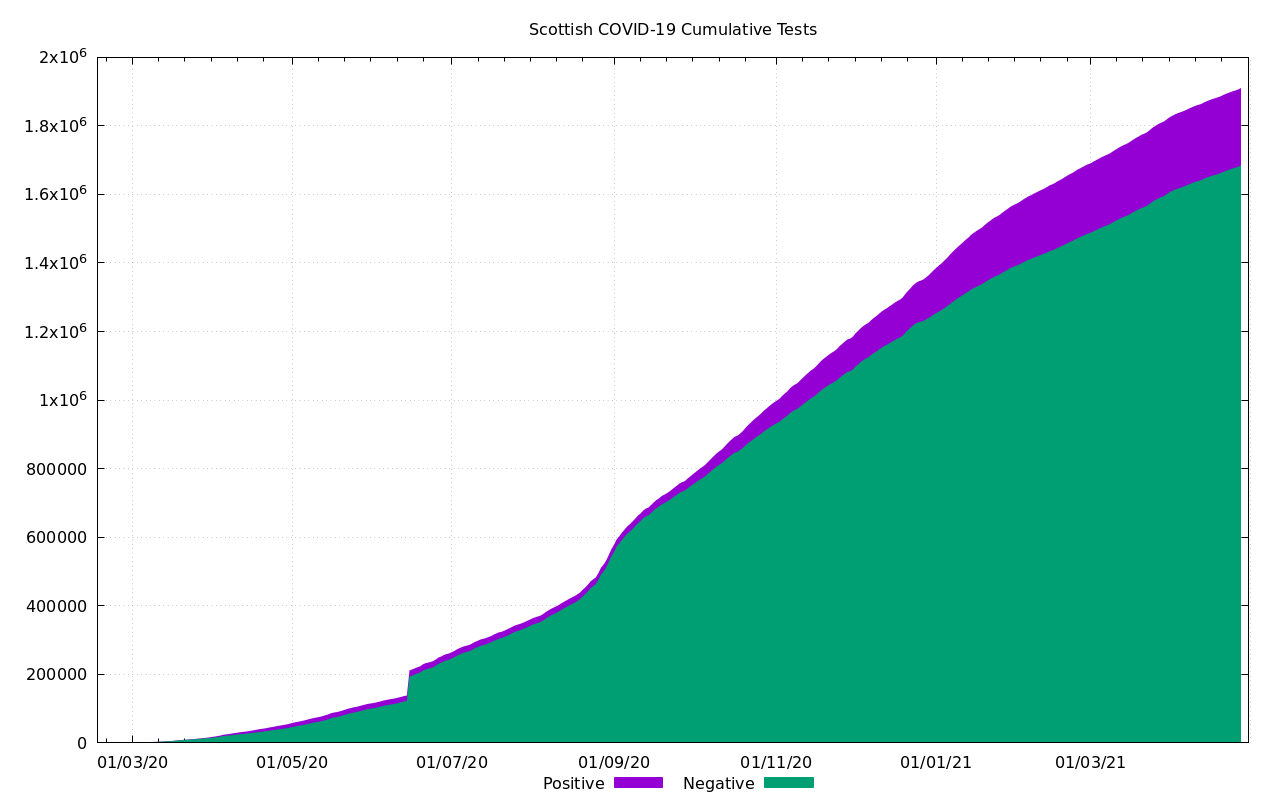 Scottish COVID-19 Cumulative Tests
2x10⁶
1.8x10⁶
1.6x10⁶
1.4x10⁶
1.2x10⁶
1x10⁶
800000
600000
400000
200000
0
01/03/20 01/05/20 01/07/20 01/09/20 01/11/20 01/01/21 01/03/21
Positive Negative